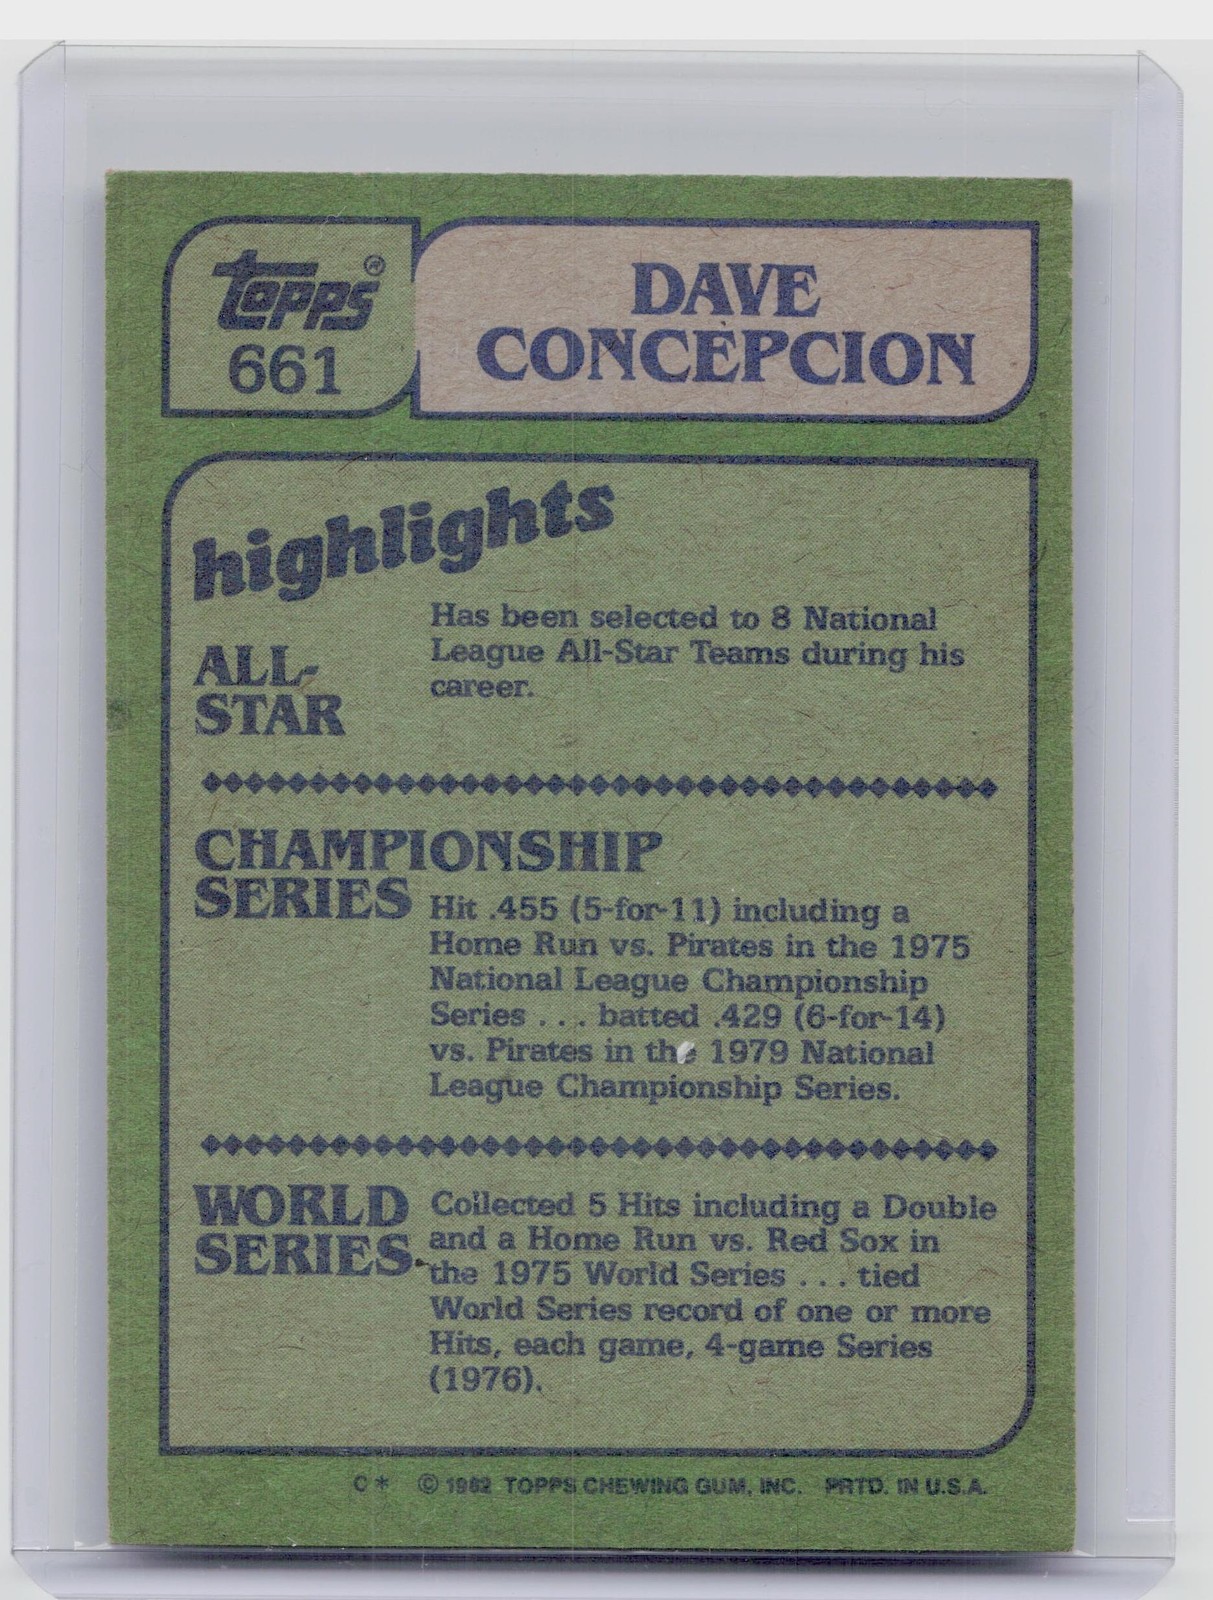 topps®
661
DAVE
CONCEPCION
highlights
ALL-
STAR
Has been selected to 8 National
League All-Star Teams during his
career.
CHAMPIONSHIP
SERIES
Hit .455 (5-for-11) including a
Home Run vs. Pirates in the 1975
National League Championship
Series . . . batted .429 (6-for-14)
vs. Pirates in the 1979 National
League Championship Series.
WORLD
SERIES
Collected 5 Hits including a Double
and a Home Run vs. Red Sox in
the 1975 World Series . . . tied
World Series record of one or more
Hits, each game, 4-game Series
(1976).
C* © 1982 TOPPS CHEWING GUM, INC. PRTD. IN U.S.A.